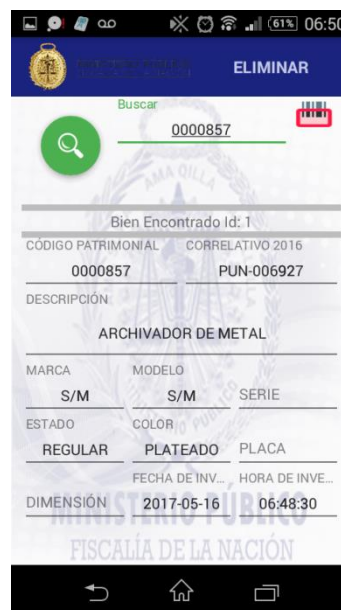 61% 06:50
ELIMINAR
Buscar
0000857
Bien Encontrado Id: 1
CÓDIGO PATRIMONIAL CORRELATIVO 2016
0000857 PUN-006927
DESCRIPCIÓN
ARCHIVADOR DE METAL
MARCA MODELO
S/M S/M SERIE
ESTADO COLOR
REGULAR PLATEADO PLACA
FECHA DE INV... HORA DE INVE...
DIMENSIÓN 2017-05-16 06:48:30
MINISTERIO PÚBLICO
FISCALÍA DE LA NACIÓN